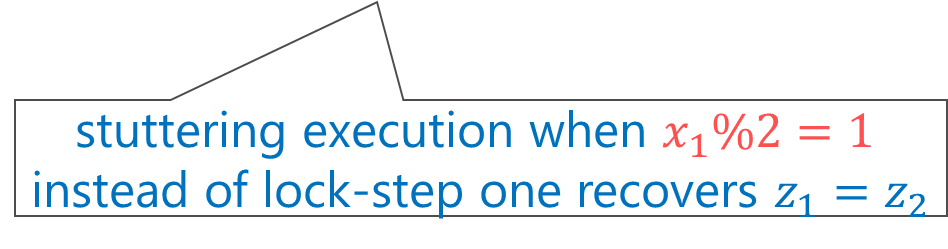 stuttering execution when x₁%2 = 1
instead of lock-step one recovers z₁ = z₂